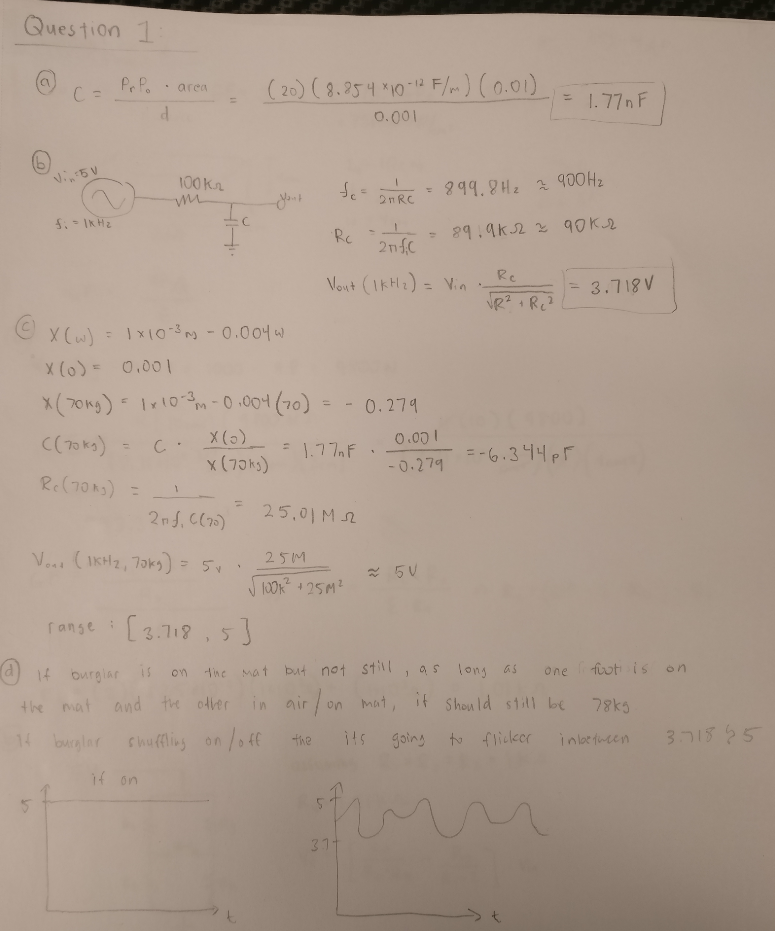 Question 1:
(a) C = PrPo · area / d = (20)(8.854×10⁻¹² F/m)(0.01) / 0.001 = 1.77nF
(b) Vin=5V
100KΩ
Vout
fi = 1kHz
C
fc = 1 / 2πRC = 899.8Hz ≈ 900Hz
Rc = 1 / 2πfiC = 89.9kΩ ≈ 90KΩ
Vout (1KHz) = Vin · Rc / √R² + Rc² = 3.718V
(c) X(w) = 1×10⁻³m - 0.004w
X(0) = 0.001
X(70kg) = 1×10⁻³m - 0.004(70) = - 0.279
C(70kg) = C · X(0) / X(70kg) = 1.77nF · 0.001 / -0.279 = -6.344pF
Rc(70kg) = 1 / 2πfiC(70) = 25.01MΩ
Vout (1KHz, 70kg) = 5v · 25M / √100k² + 25M² ≈ 5V
range: [3.718, 5]
(d) If burglar is on the mat but not still, as long as one foot is on
the mat and the other in air/on mat, it should still be 78kg
If burglar shuffling on/off the its going to flicker inbetween 3.718 & 5
if on
5
t
5
3.7
t